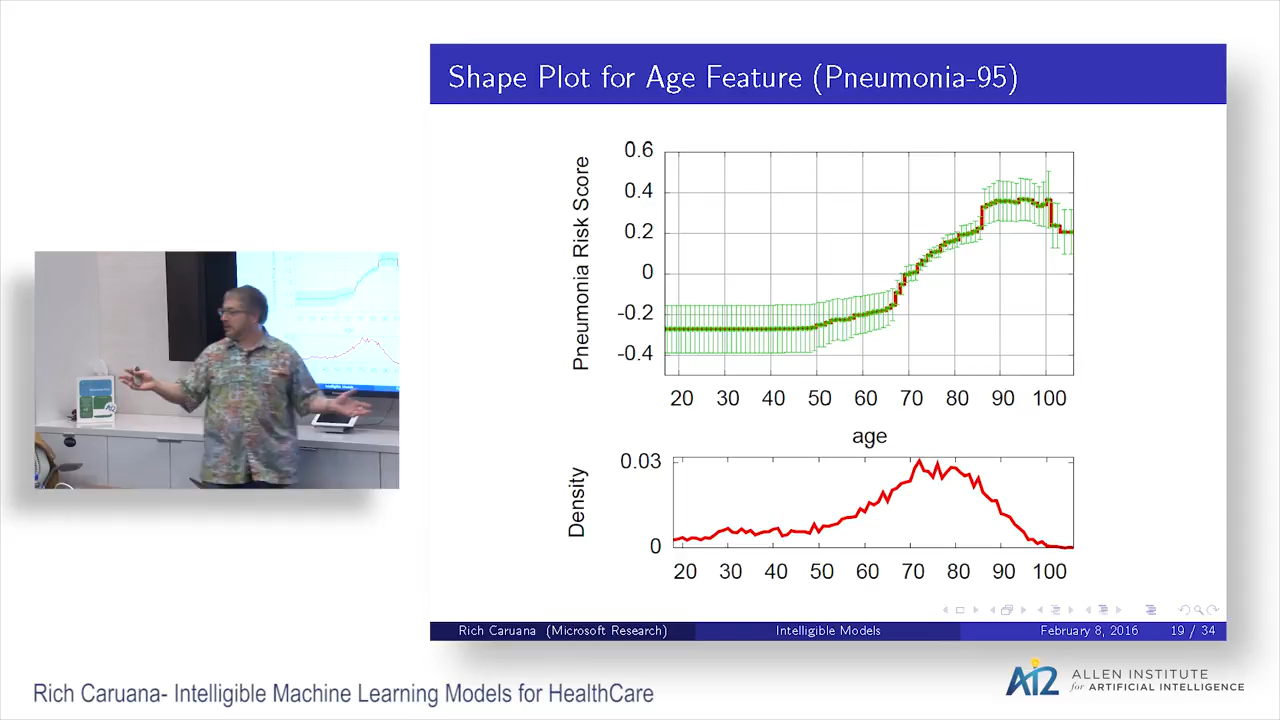 Shape Plot for Age Feature (Pneumonia-95)
Pneumonia Risk Score
0.6
0.4
0.2
0
-0.2
-0.4
20 30 40 50 60 70 80 90 100
age
Density
0.03
0
20 30 40 50 60 70 80 90 100
Rich Caruana (Microsoft Research) Intelligible Models February 8, 2016 19 / 34
Rich Caruana- Intelligible Machine Learning Models for HealthCare
AI2 ALLEN INSTITUTE
for ARTIFICIAL INTELLIGENCE